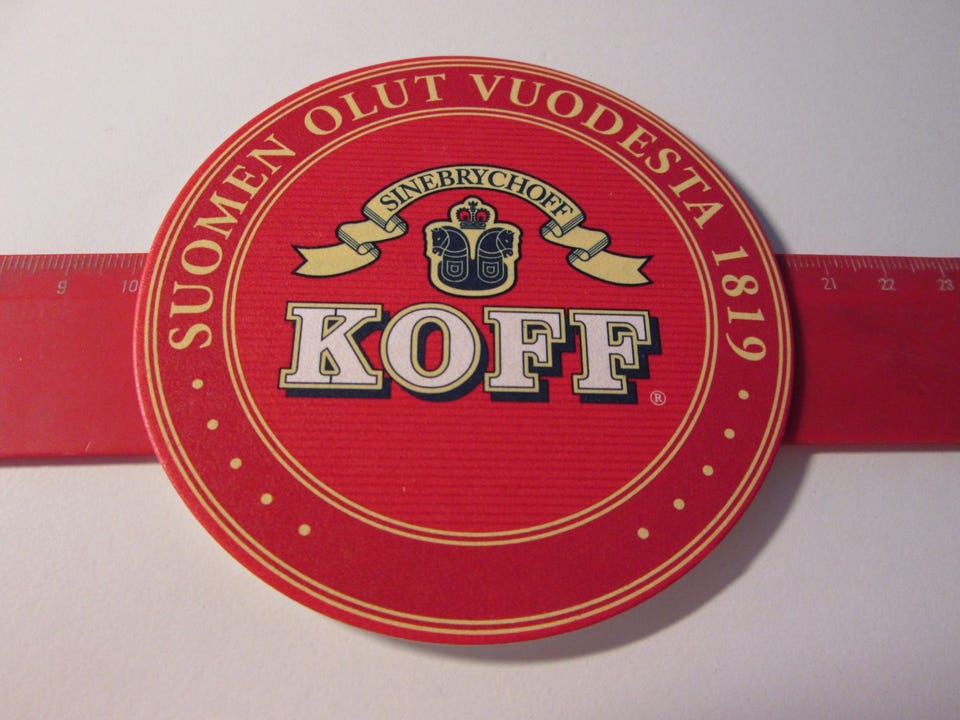 SUOMEN OLUT VUODESTA 1819
SINEBRYCHOFF
KOFF
®
9 10 21 22 23